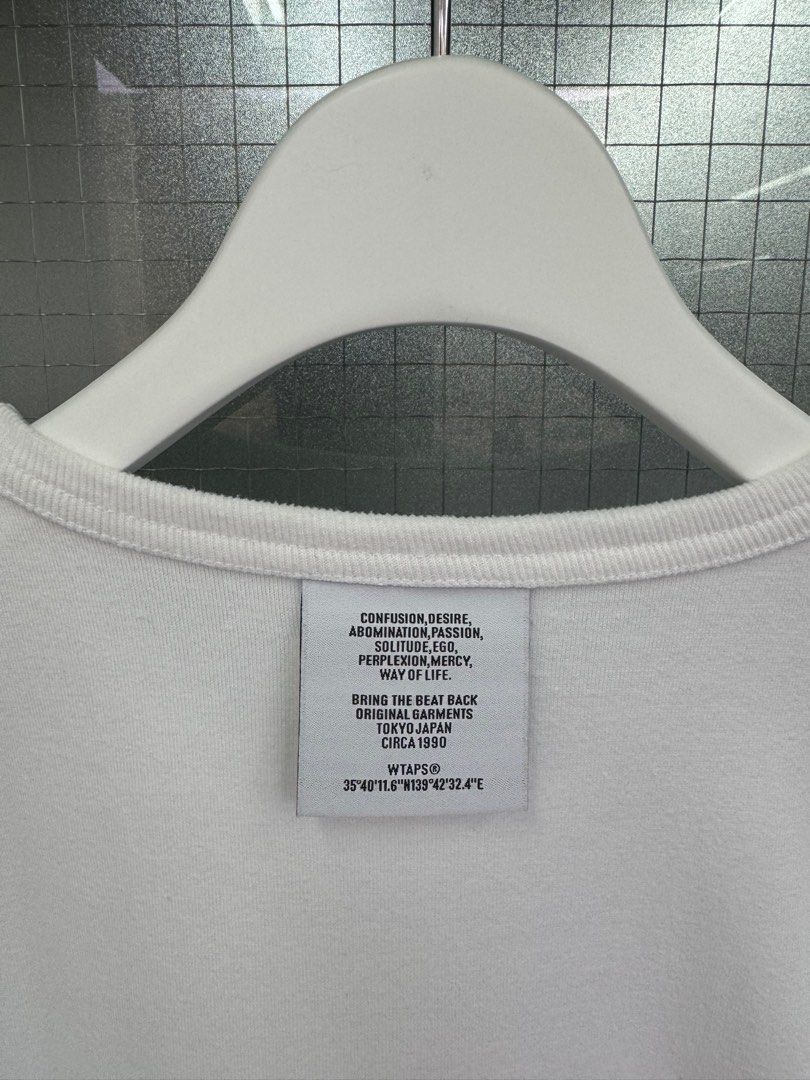 CONFUSION,DESIRE,
ABOMINATION,PASSION,
SOLITUDE,EGO,
PERPLEXION,MERCY,
WAY OF LIFE.
BRING THE BEAT BACK
ORIGINAL GARMENTS
TOKYO JAPAN
CIRCA 1990
WTAPS®
35°40'11.6"N139°42'32.4"E